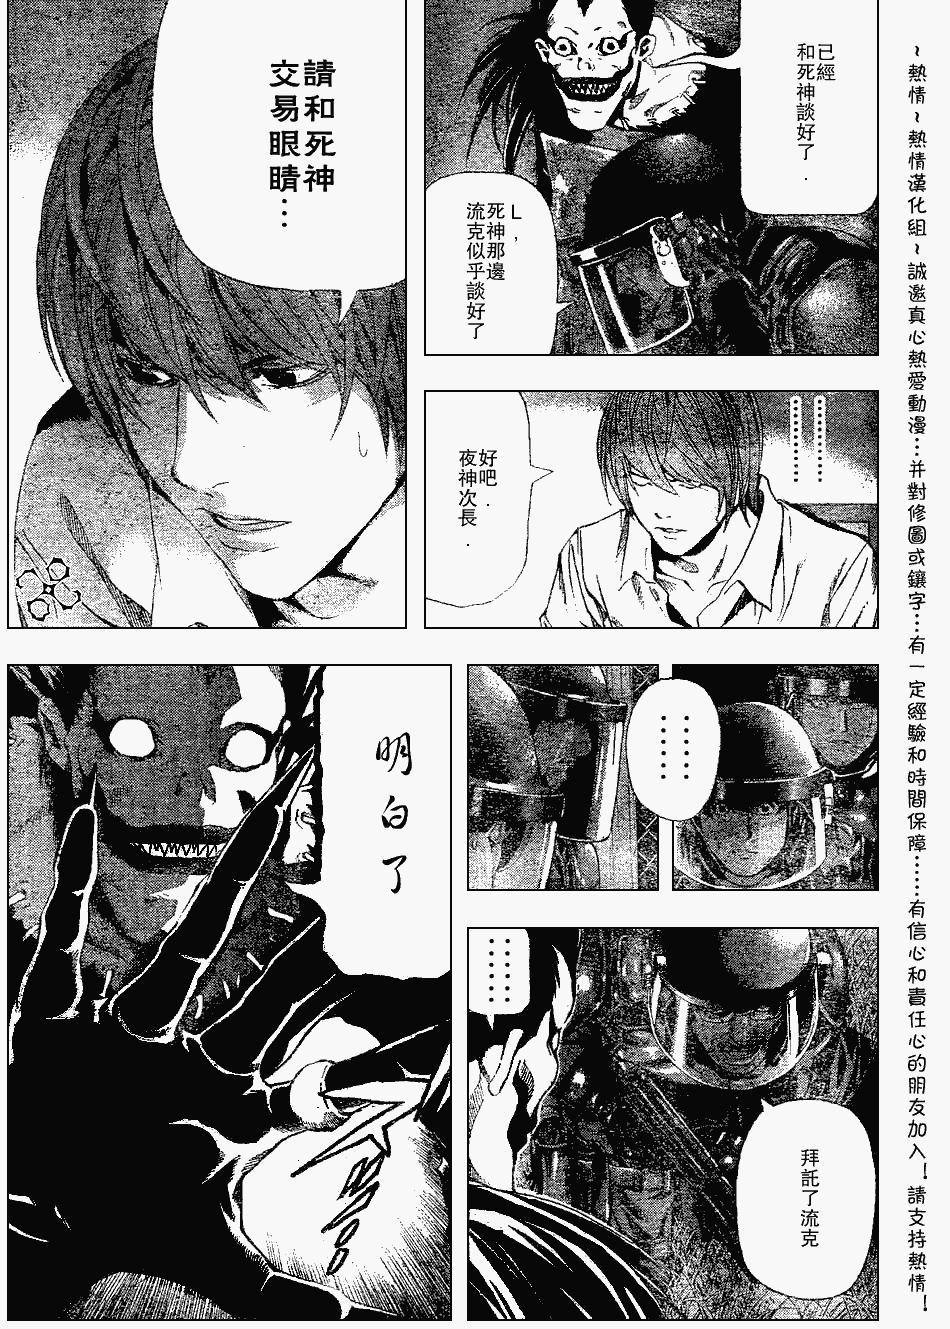 已經
和死神談好了．
L，
死神那邊
流克似乎談好了
請和死神
交易眼睛…
………………
好吧．
夜神次長．
…………
明白了
……………
拜託了流克
～熱情～熱情漢化組～誠邀真心熱愛動漫…并對修圖或鑲字…有一定經驗和時間保障……有信心和責任心的朋友加入！請支持熱情！